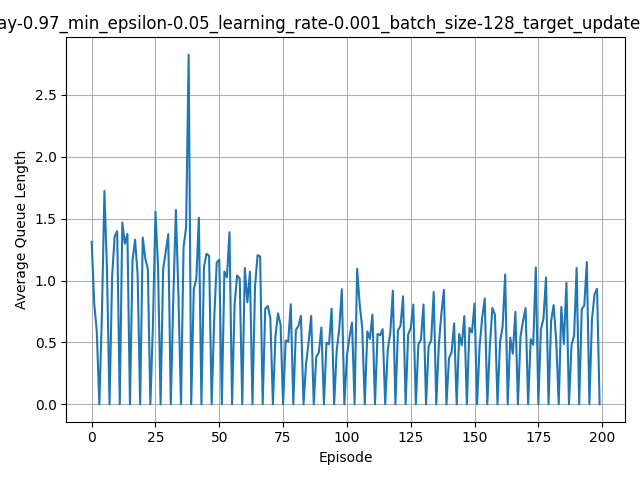 ay-0.97_min_epsilon-0.05_learning_rate-0.001_batch_size-128_target_update
2.5
2.0
1.5
1.0
0.5
0.0
Average Queue Length
0 25 50 75 100 125 150 175 200
Episode